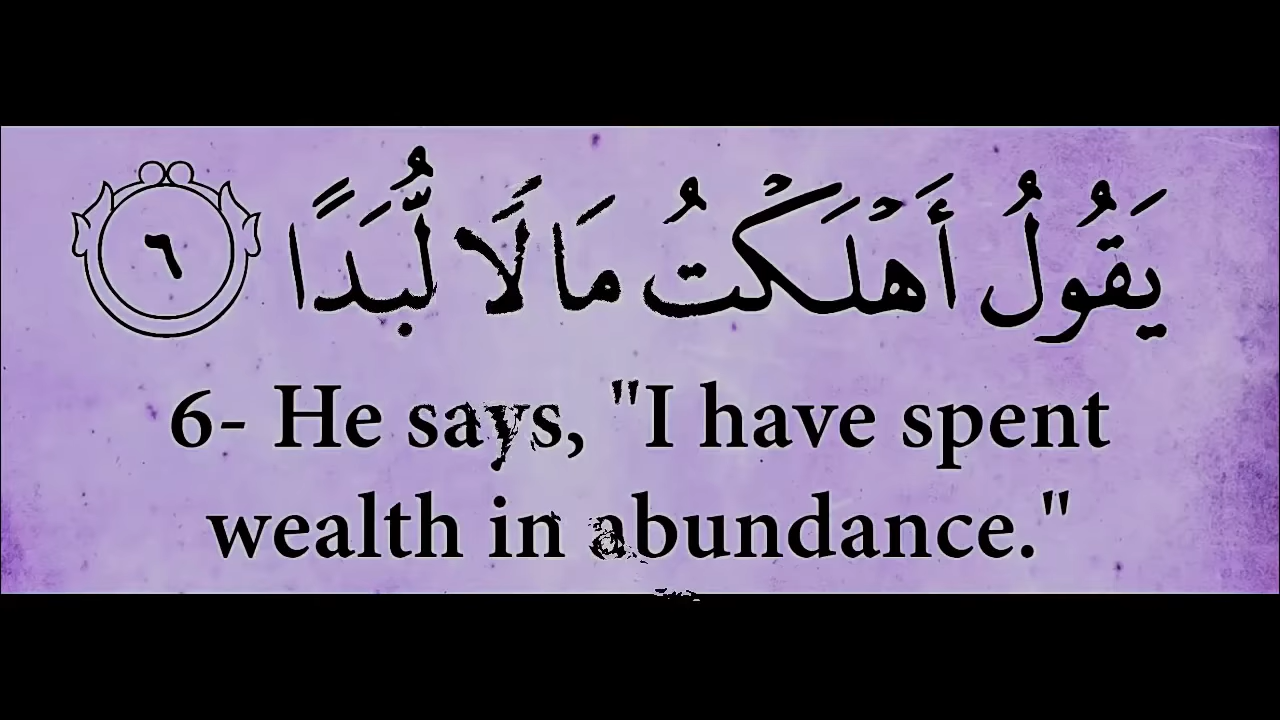 يَقُولُ أَهْلَكْتُ مَالًا لُّبَدًا ٦
6- He says, "I have spent
wealth in abundance."